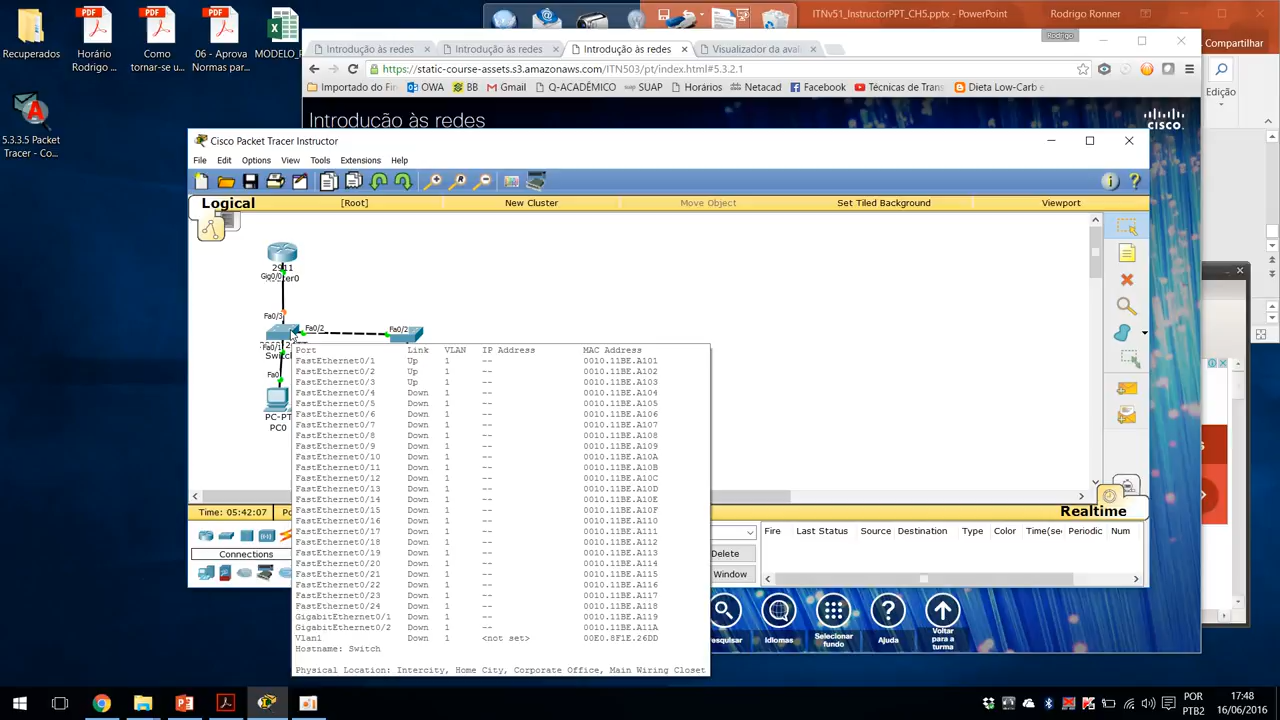 Recuperados
Horário Rodrigo ...
Como tornar-se u...
06 - Aprova Normas par...
MODELO_F
5.3.3.5 Packet Tracer - Co...
ITNv51_InstructorPPT_CH5.pptx - PowerPoint
Rodrigo Ronner
Compartilhar
Edição
Rodrigo
Introdução às redes
Introdução às redes
Introdução às redes
Visualizador da aval
https://static-course-assets.s3.amazonaws.com/ITN503/pt/index.html#5.3.2.1
Importado do Fir
OWA
BB
Gmail
Q-ACADÊMICO
SUAP
Horários
Netacad
Facebook
Técnicas de Trans
Dieta Low-Carb e
Introdução às redes
CISCO
Cisco Packet Tracer Instructor
File Edit Options View Tools Extensions Help
Logical
[Root]
New Cluster
Move Object
Set Tiled Background
Viewport
2911
Gig0/0
Fa0/3
Fa0/2
Fa0/2
Fa0/1
Switch
Fa0
PC-PT
PC0
Port Link VLAN IP Address MAC Address
FastEthernet0/1 Up 1 -- 0010.11BE.A101
FastEthernet0/2 Up 1 -- 0010.11BE.A102
FastEthernet0/3 Up 1 -- 0010.11BE.A103
FastEthernet0/4 Down 1 -- 0010.11BE.A104
FastEthernet0/5 Down 1 -- 0010.11BE.A105
FastEthernet0/6 Down 1 -- 0010.11BE.A106
FastEthernet0/7 Down 1 -- 0010.11BE.A107
FastEthernet0/8 Down 1 -- 0010.11BE.A108
FastEthernet0/9 Down 1 -- 0010.11BE.A109
FastEthernet0/10 Down 1 -- 0010.11BE.A10A
FastEthernet0/11 Down 1 -- 0010.11BE.A10B
FastEthernet0/12 Down 1 -- 0010.11BE.A10C
FastEthernet0/13 Down 1 -- 0010.11BE.A10D
FastEthernet0/14 Down 1 -- 0010.11BE.A10E
FastEthernet0/15 Down 1 -- 0010.11BE.A10F
FastEthernet0/16 Down 1 -- 0010.11BE.A110
FastEthernet0/17 Down 1 -- 0010.11BE.A111
FastEthernet0/18 Down 1 -- 0010.11BE.A112
FastEthernet0/19 Down 1 -- 0010.11BE.A113
FastEthernet0/20 Down 1 -- 0010.11BE.A114
FastEthernet0/21 Down 1 -- 0010.11BE.A115
FastEthernet0/22 Down 1 -- 0010.11BE.A116
FastEthernet0/23 Down 1 -- 0010.11BE.A117
FastEthernet0/24 Down 1 -- 0010.11BE.A118
GigabitEthernet0/1 Down 1 -- 0010.11BE.A119
GigabitEthernet0/2 Down 1 -- 0010.11BE.A11A
Vlan1 Down 1 <not set> 00E0.8F1E.26DD
Hostname: Switch
Physical Location: Intercity, Home City, Corporate Office, Main Wiring Closet
Time: 05:42:07
Realtime
Connections
Fire Last Status Source Destination Type Color Time(sec Periodic Num
Delete
Window
Idiomas
Selecionar fundo
Ajuda
Voltar para a turma
POR
PTB2
17:48
16/06/2016